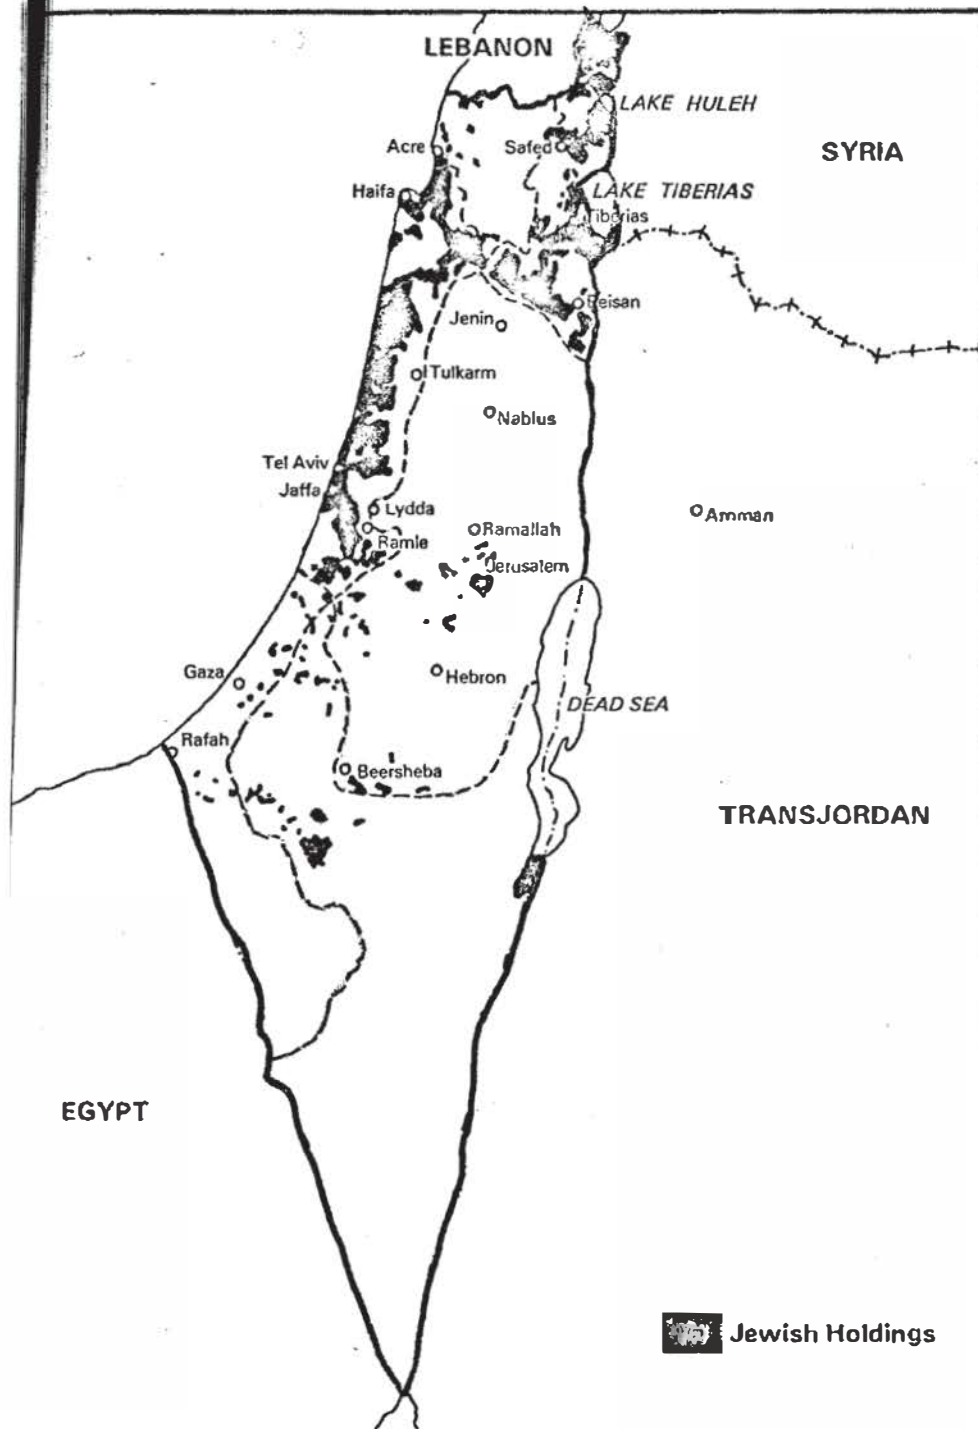 LEBANON
LAKE HULEH
Acre
Safed
SYRIA
Haifa
LAKE TIBERIAS
Tiberias
Beisan
Jenin
Tulkarm
Nablus
Tel Aviv
Jaffa
Lydda
Amman
Ramallah
Ramle
Jerusalem
Gaza
Hebron
DEAD SEA
Rafah
Beersheba
TRANSJORDAN
EGYPT
Jewish Holdings